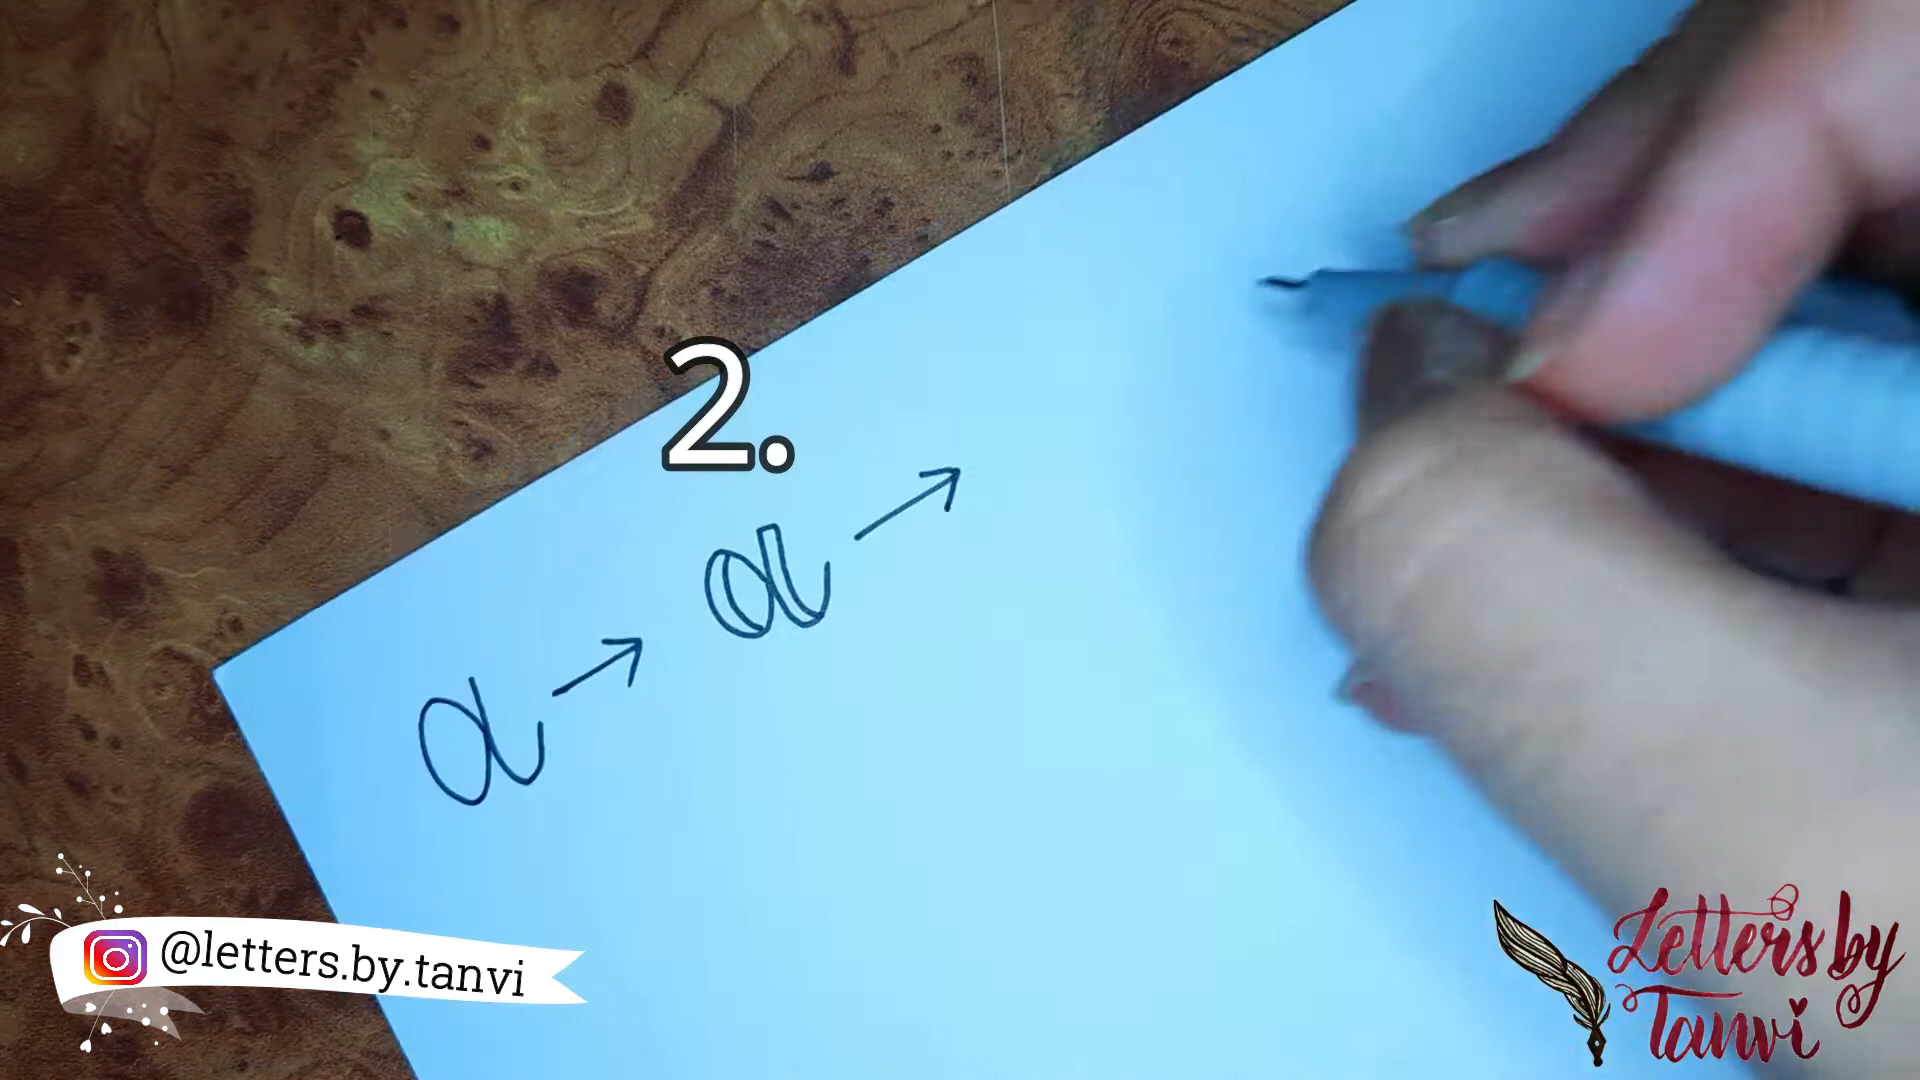 2.
a → a →
@letters.by.tanvi
Letters by
Tanvi